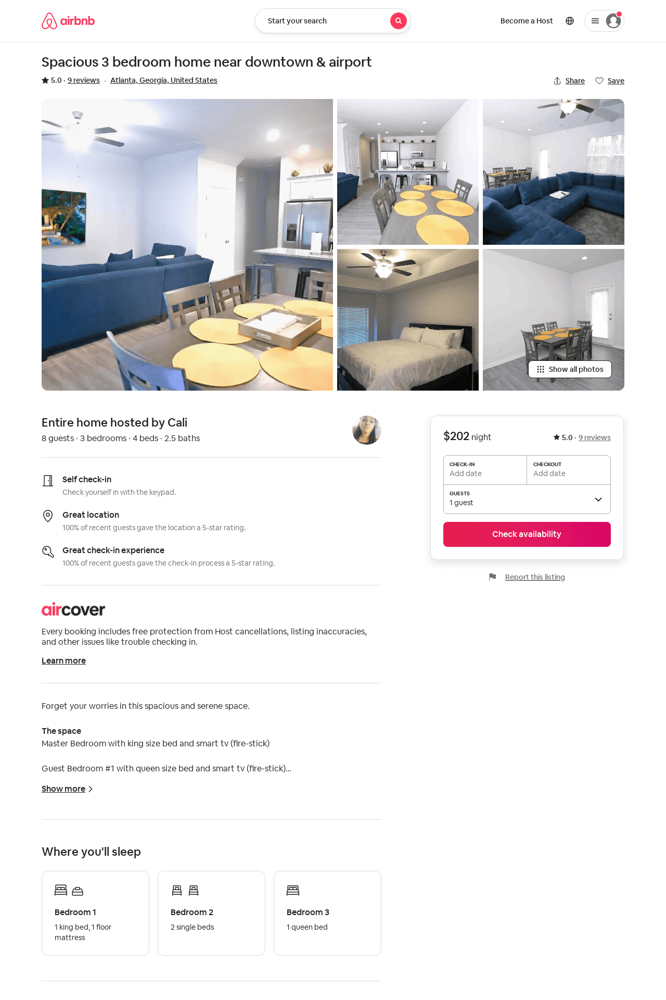 airbnb
Start your search
Become a Host
Spacious 3 bedroom home near downtown & airport
5.0 · 9 reviews · Atlanta, Georgia, United States
Share
Save
Show all photos
Entire home hosted by Cali
8 guests · 3 bedrooms · 4 beds · 2.5 baths
Self check-in
Check yourself in with the keypad.
Great location
100% of recent guests gave the location a 5-star rating.
Great check-in experience
100% of recent guests gave the check-in process a 5-star rating.
$202 night
5.0 · 9 reviews
CHECK-IN
Add date
CHECKOUT
Add date
GUESTS
1 guest
Check availability
Report this listing
aircover
Every booking includes free protection from Host cancellations, listing inaccuracies,
and other issues like trouble checking in.
Learn more
Forget your worries in this spacious and serene space.
The space
Master Bedroom with king size bed and smart tv (fire-stick)
Guest Bedroom #1 with queen size bed and smart tv (fire-stick)...
Show more
Where you'll sleep
Bedroom 1
1 king bed, 1 floor
mattress
Bedroom 2
2 single beds
Bedroom 3
1 queen bed